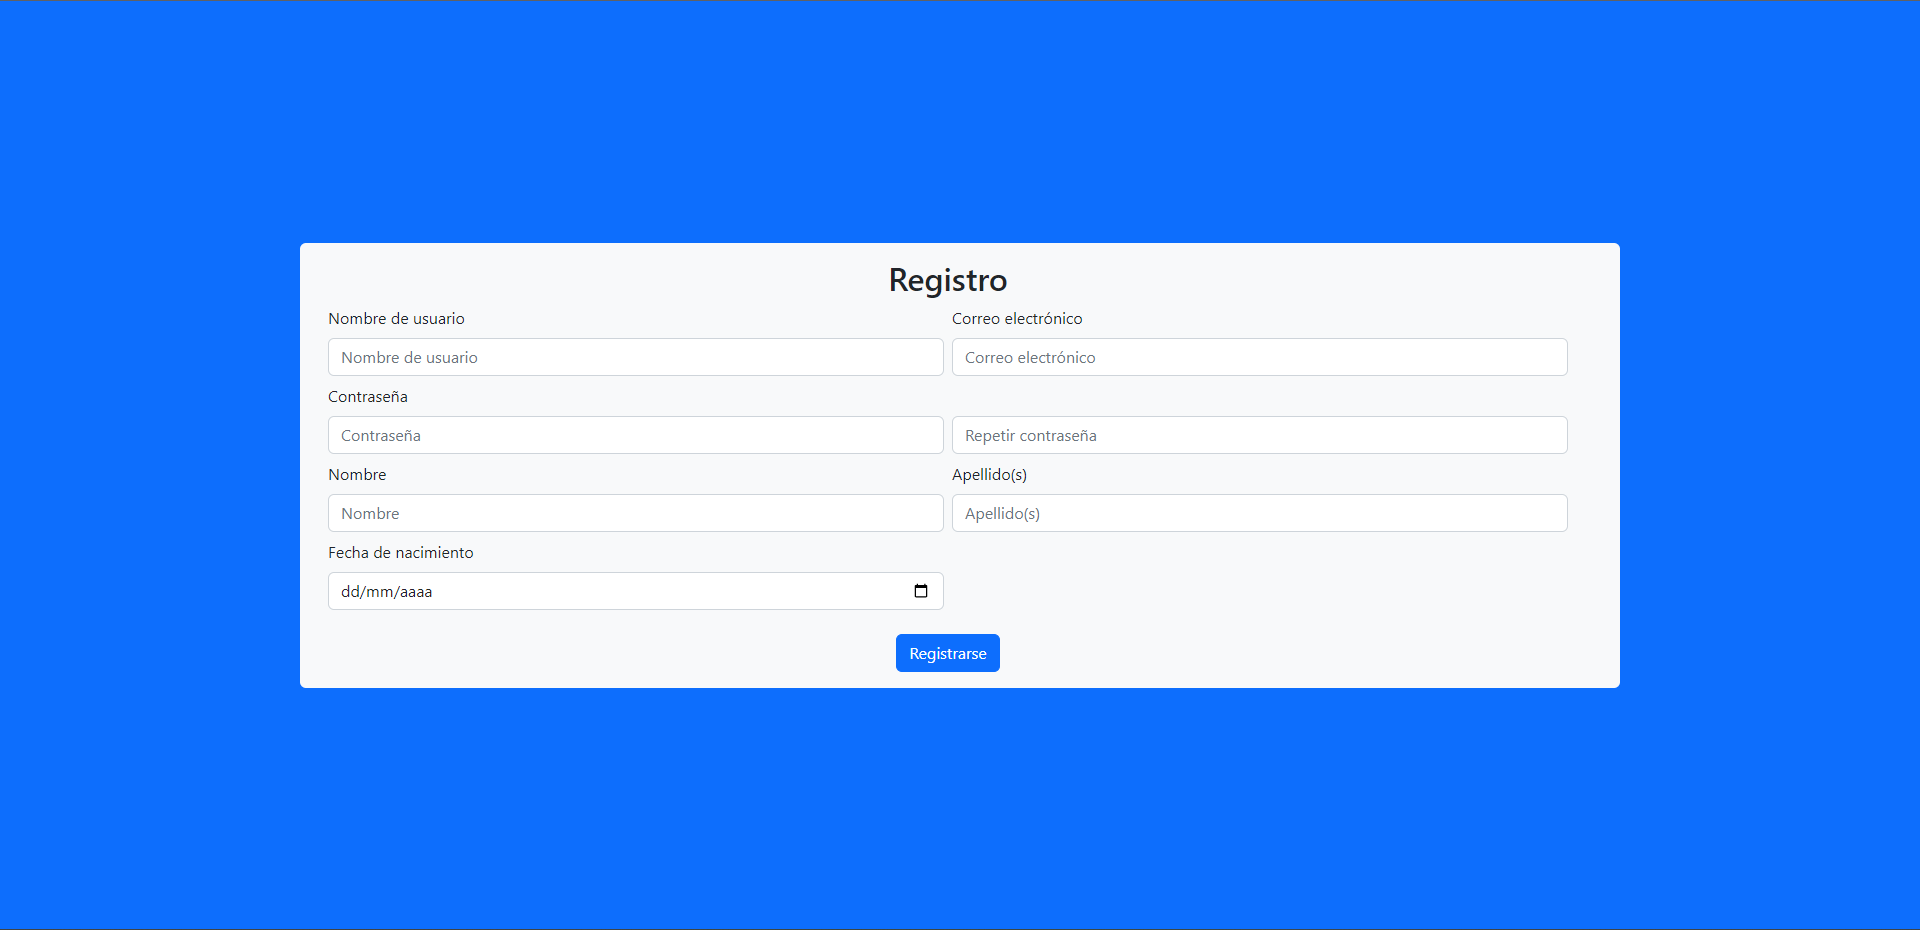 Registro
Nombre de usuario Correo electrónico
Nombre de usuario Correo electrónico
Contraseña
Contraseña Repetir contraseña
Nombre Apellido(s)
Nombre Apellido(s)
Fecha de nacimiento
dd/mm/aaaa
Registrarse